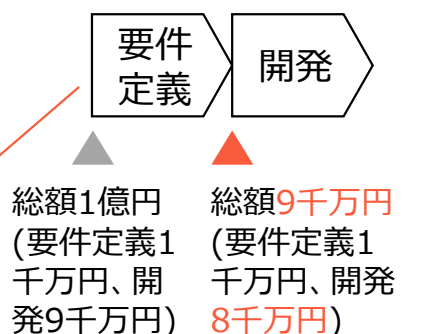 要件
定義
開発
総額1億円
(要件定義1
千万円、開
発9千万円)
総額9千万円
(要件定義1
千万円、開発
8千万円)